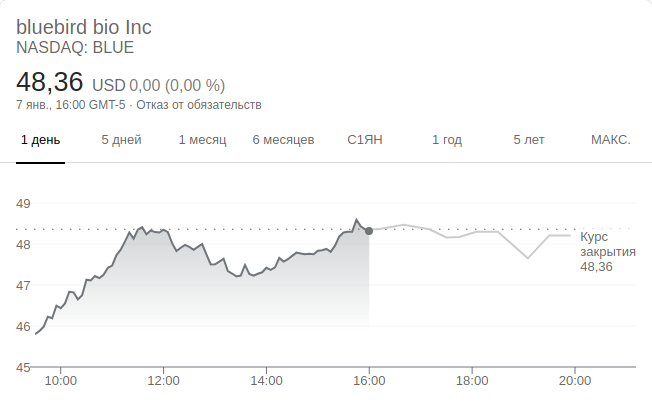 bluebird bio Inc
NASDAQ: BLUE
48,36 USD 0,00 (0,00 %)
7 янв., 16:00 GMT-5 · Отказ от обязательств
1 день 5 дней 1 месяц 6 месяцев С1ЯН 1 год 5 лет МАКС.
49
48
47
46
45
Курс
закрытия
48,36
10:00 12:00 14:00 16:00 18:00 20:00